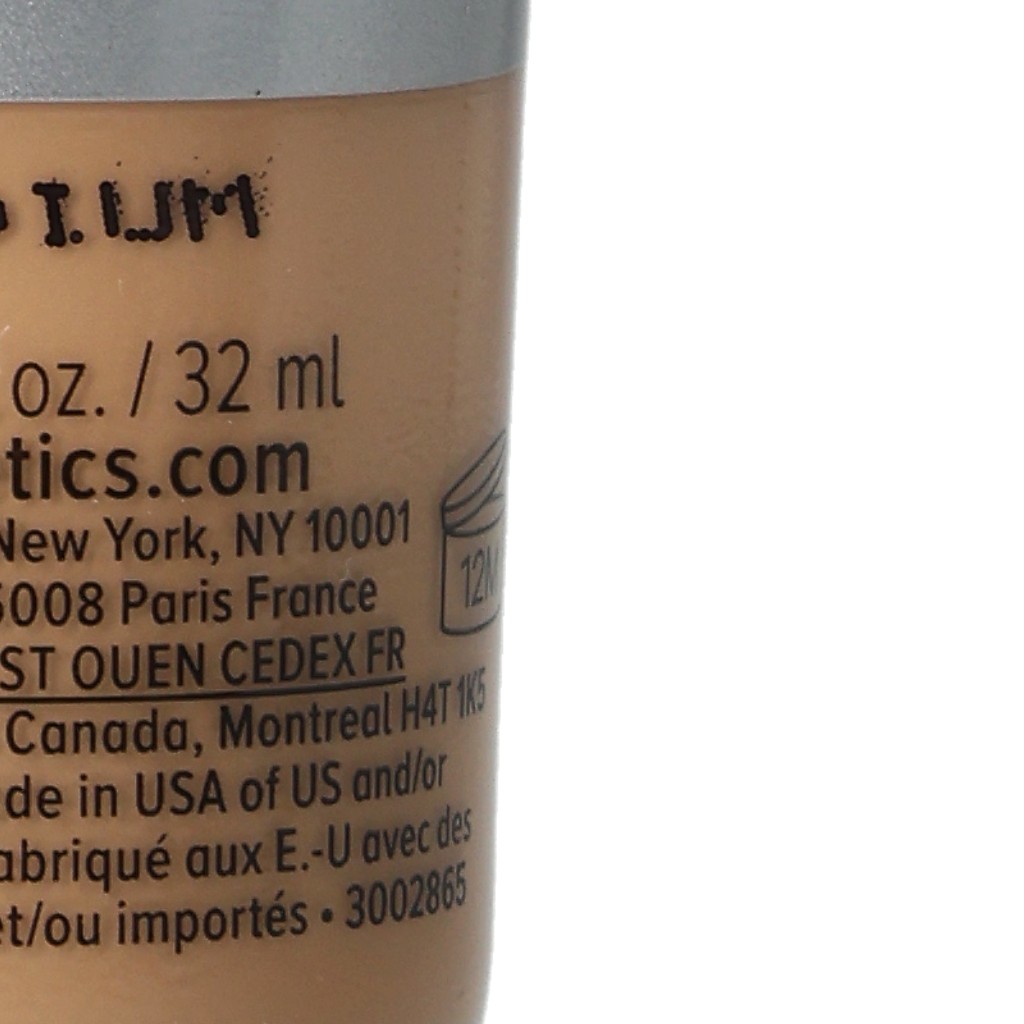 IUM
oz. / 32 ml
tics.com
New York, NY 10001
5008 Paris France
12M
ST OUEN CEDEX FR
Canada, Montreal H4T 1K5
de in USA of US and/or
abriqué aux E.-U avec des
et/ou importés • 3002865